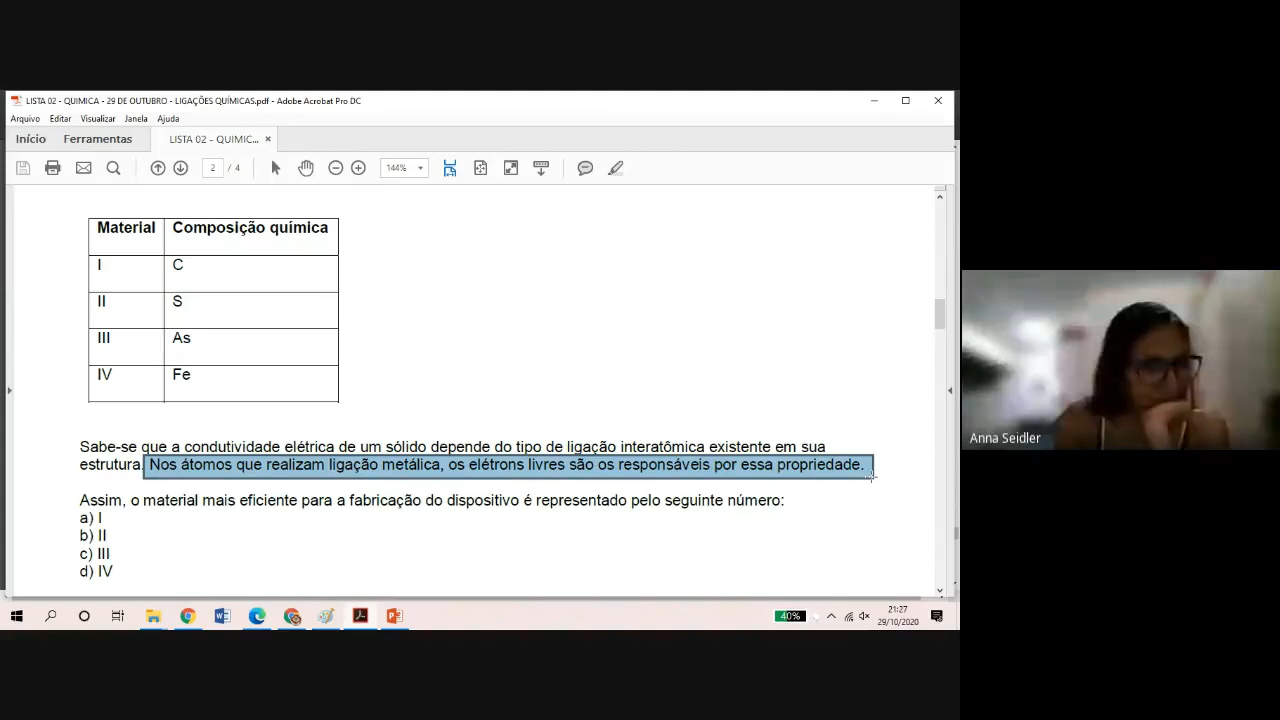 LISTA 02 - QUIMICA - 29 DE OUTUBRO - LIGAÇÕES QUÍMICAS.pdf - Adobe Acrobat Pro DC
Arquivo Editar Visualizar Janela Ajuda
Início Ferramentas LISTA 02 - QUIMIC... ×
2 / 4 144%
Material Composição química
I C
II S
III As
IV Fe
Sabe-se que a condutividade elétrica de um sólido depende do tipo de ligação interatômica existente em sua
estrutura. Nos átomos que realizam ligação metálica, os elétrons livres são os responsáveis por essa propriedade.
Assim, o material mais eficiente para a fabricação do dispositivo é representado pelo seguinte número:
a) I
b) II
c) III
d) IV
Anna Seidler
40% 21:27
29/10/2020